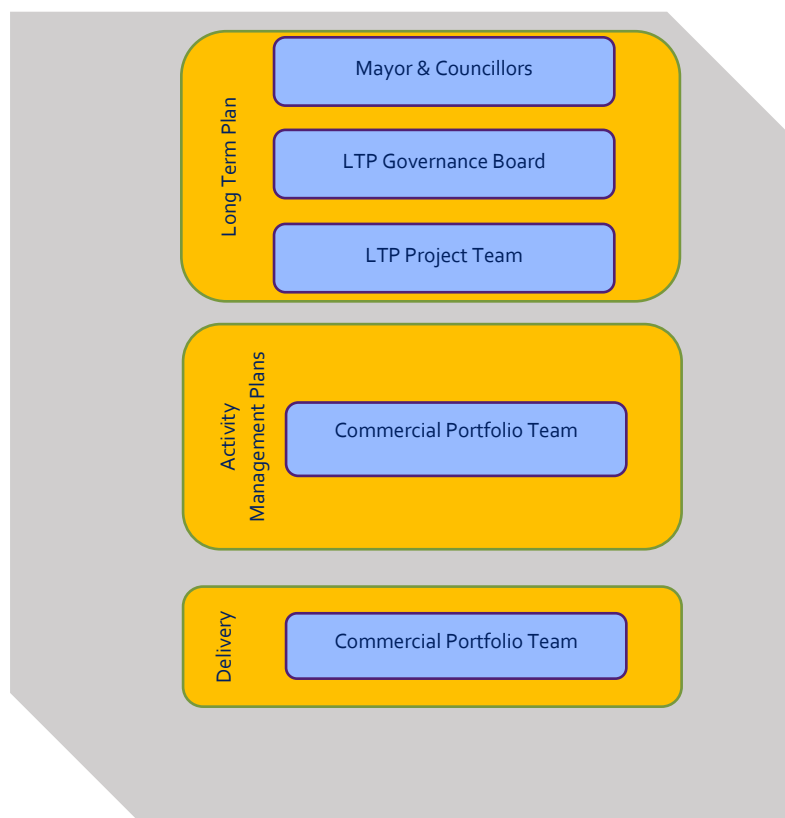 Long Term Plan
Mayor & Councillors
LTP Governance Board
LTP Project Team
Activity
Management Plans
Commercial Portfolio Team
Delivery
Commercial Portfolio Team